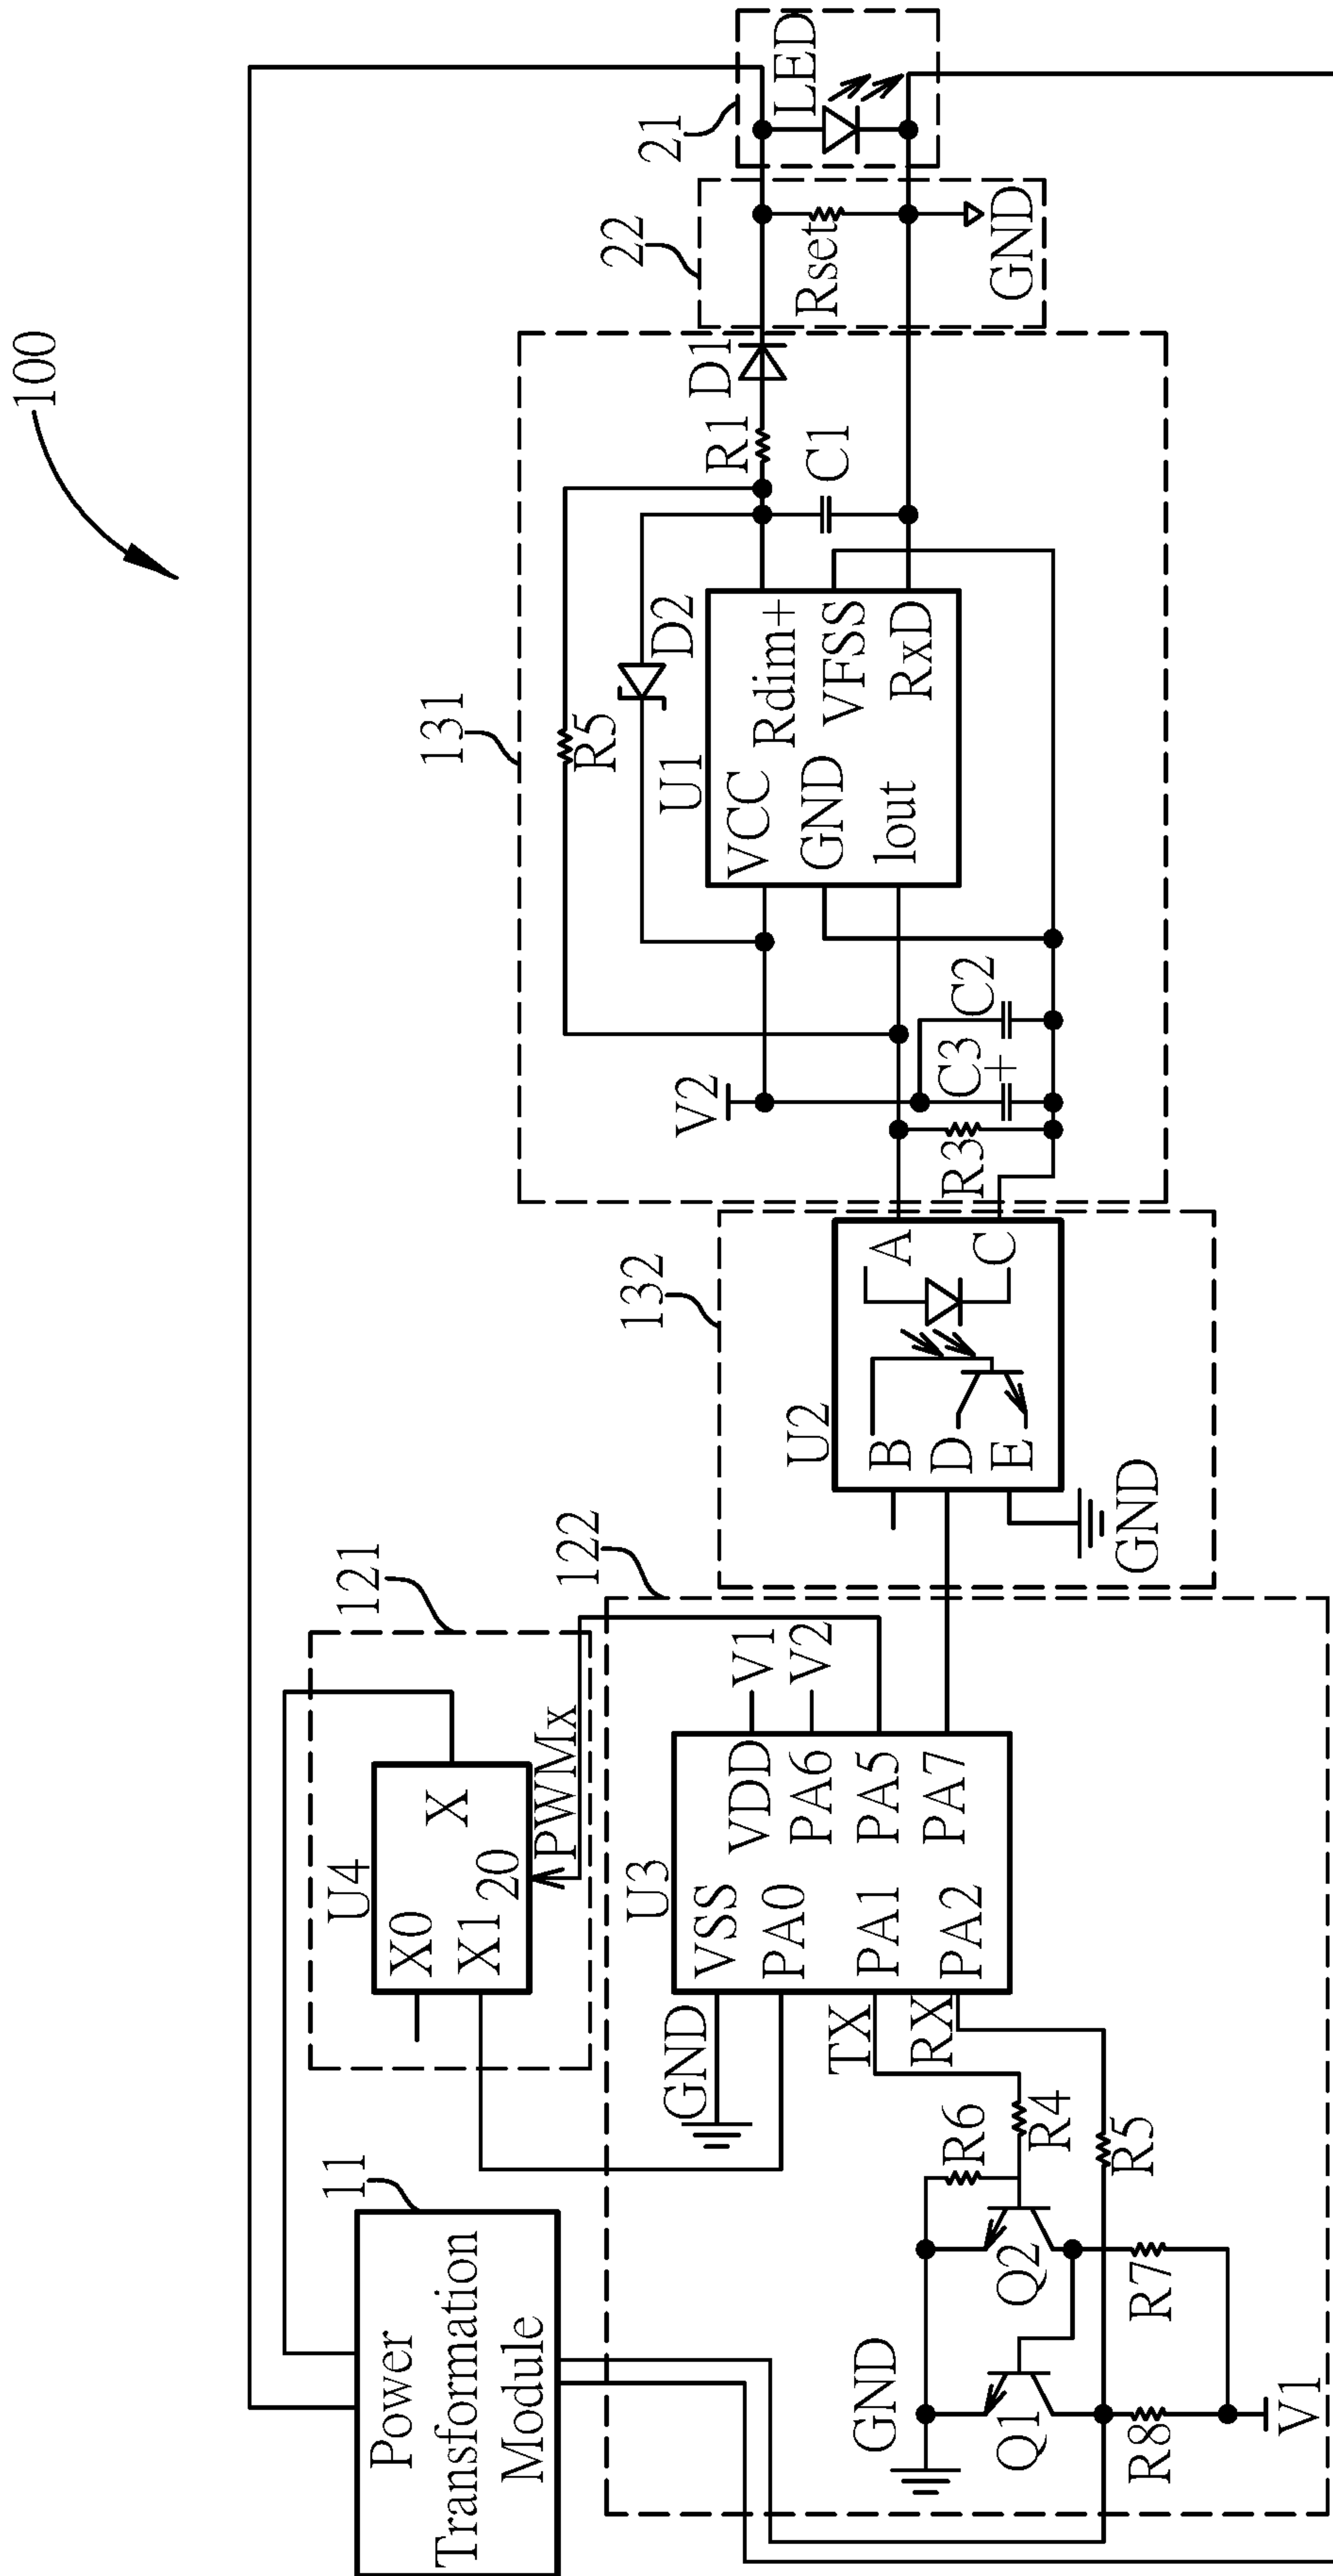 100
11
Power
Transformation
Module
121
U4
X0
X1
X
20
PWMx
122
U3
VSS
PA0
PA1
PA2
VDD
PA6
PA5
PA7
V1
V2
GND
TX
RX
R6
R4
R5
Q2
Q1
R7
R8
GND
V1
132
U2
B
D
E
A
C
GND
131
V2
R5
D2
U1
VCC
GND
Iout
Rdim+
VFSS
RxD
R3
C3
+
C2
R1
D1
C1
22
Rset
GND
21
LED